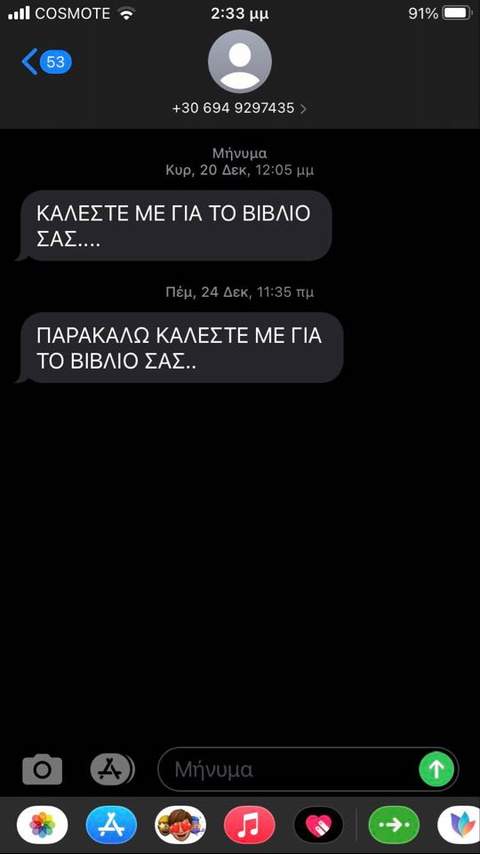 COSMOTE 2:33 μμ 91%
53
+30 694 9297435
Μήνυμα
Κυρ, 20 Δεκ, 12:05 μμ
ΚΑΛΕΣΤΕ ΜΕ ΓΙΑ ΤΟ ΒΙΒΛΙΟ
ΣΑΣ....
Πέμ, 24 Δεκ, 11:35 πμ
ΠΑΡΑΚΑΛΩ ΚΑΛΕΣΤΕ ΜΕ ΓΙΑ
ΤΟ ΒΙΒΛΙΟ ΣΑΣ..
Μήνυμα